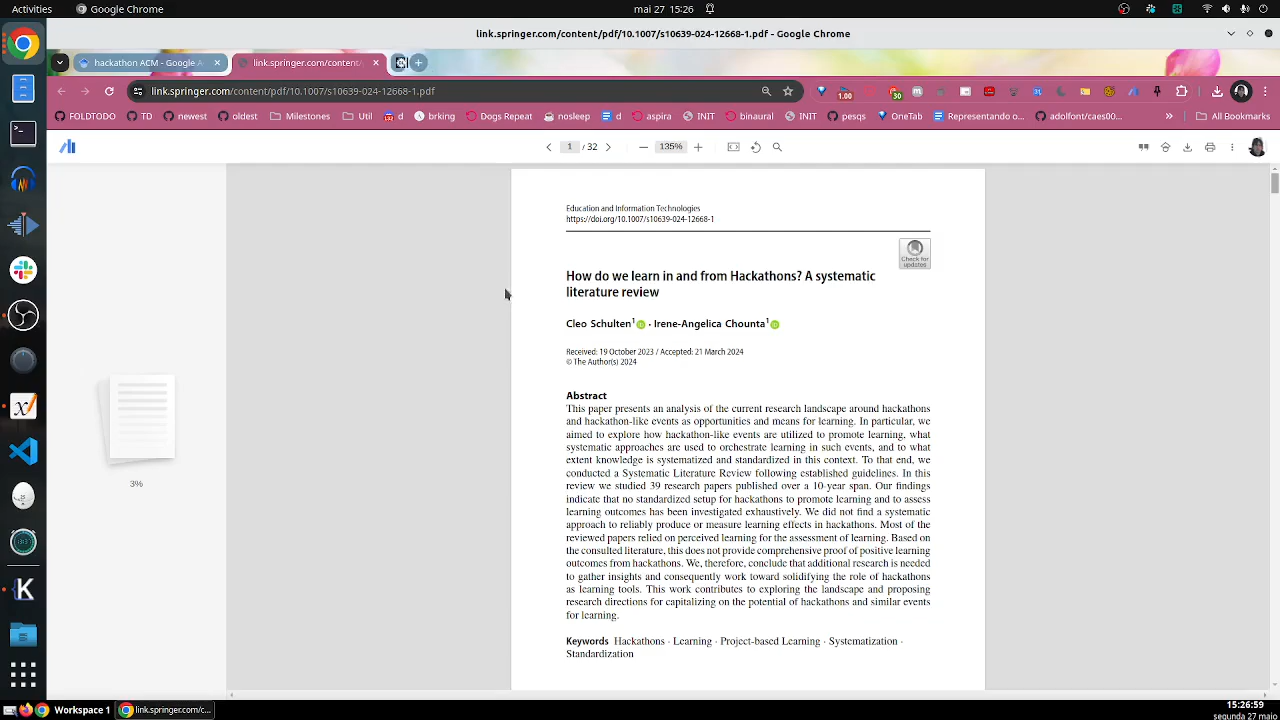 Activities
Google Chrome
mai 27 15:26
link.springer.com/content/pdf/10.1007/s10639-024-12668-1.pdf - Google Chrome
hackathon ACM - Google A
link.springer.com/content/
link.springer.com/content/pdf/10.1007/s10639-024-12668-1.pdf
1.00
30
FOLDTODO
TD
newest
oldest
Milestones
Util
d
brking
Dogs Repeat
nosleep
d
aspira
INIT
binaural
INIT
pesqs
OneTab
Representando o...
adolfont/caes00...
»
All Bookmarks
1 / 32
135%
Education and Information Technologies
https://doi.org/10.1007/s10639-024-12668-1
Check for
updates
How do we learn in and from Hackathons? A systematic
literature review
Cleo Schulten1 · Irene-Angelica Chounta1
Received: 19 October 2023 / Accepted: 21 March 2024
© The Author(s) 2024
Abstract
This paper presents an analysis of the current research landscape around hackathons
and hackathon-like events as opportunities and means for learning. In particular, we
aimed to explore how hackathon-like events are utilized to promote learning, what
systematic approaches are used to orchestrate learning in such events, and to what
extent knowledge is systematized and standardized in this context. To that end, we
conducted a Systematic Literature Review following established guidelines. In this
review we studied 39 research papers published over a 10-year span. Our findings
indicate that no standardized setup for hackathons to promote learning and to assess
learning outcomes has been investigated exhaustively. We did not find a systematic
approach to reliably produce or measure learning effects in hackathons. Most of the
reviewed papers relied on perceived learning for the assessment of learning. Based on
the consulted literature, this does not provide comprehensive proof of positive learning
outcomes from hackathons. We, therefore, conclude that additional research is needed
to gather insights and consequently work toward solidifying the role of hackathons
as learning tools. This work contributes to exploring the landscape and proposing
research directions for capitalizing on the potential of hackathons and similar events
for learning.
Keywords Hackathons · Learning · Project-based Learning · Systematization ·
Standardization
3%
Workspace 1
link.springer.com/c...
15:26:59
segunda 27 maio